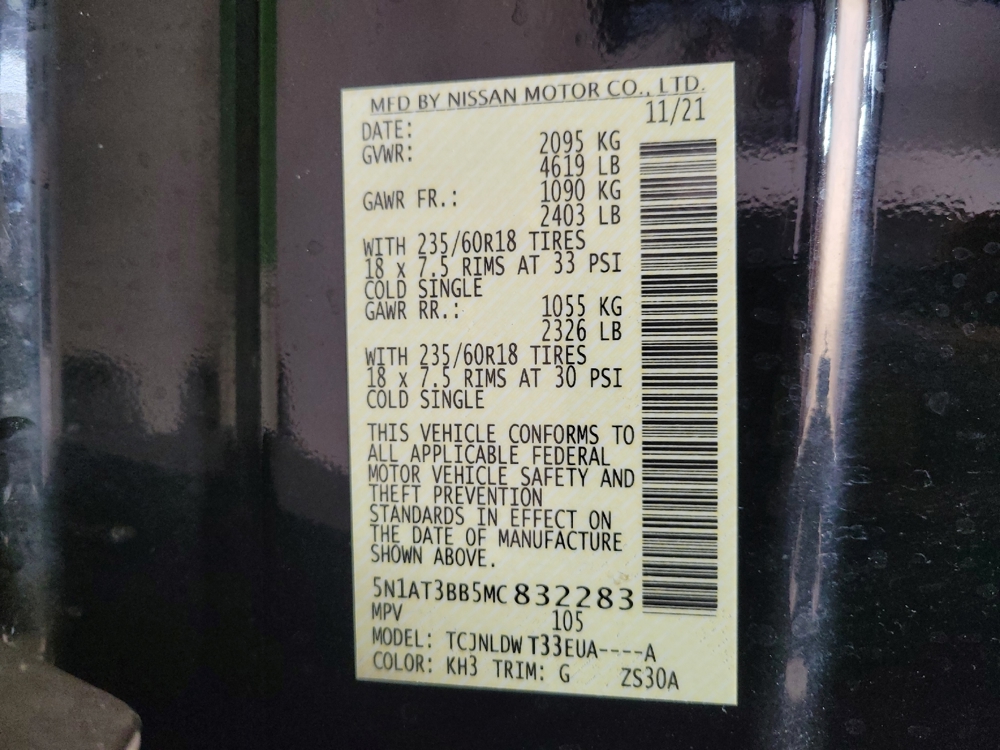 MFD BY NISSAN MOTOR CO., LTD.
DATE: 11/21
GVWR: 2095 KG
4619 LB
GAWR FR.: 1090 KG
2403 LB
WITH 235/60R18 TIRES
18 x 7.5 RIMS AT 33 PSI
COLD SINGLE
GAWR RR.: 1055 KG
2326 LB
WITH 235/60R18 TIRES
18 x 7.5 RIMS AT 30 PSI
COLD SINGLE
THIS VEHICLE CONFORMS TO
ALL APPLICABLE FEDERAL
MOTOR VEHICLE SAFETY AND
THEFT PREVENTION
STANDARDS IN EFFECT ON
THE DATE OF MANUFACTURE
SHOWN ABOVE.
5N1AT3BB5MC832283
MPV 105
MODEL: TCJNLDW T33EUA----A
COLOR: KH3 TRIM: G ZS30A